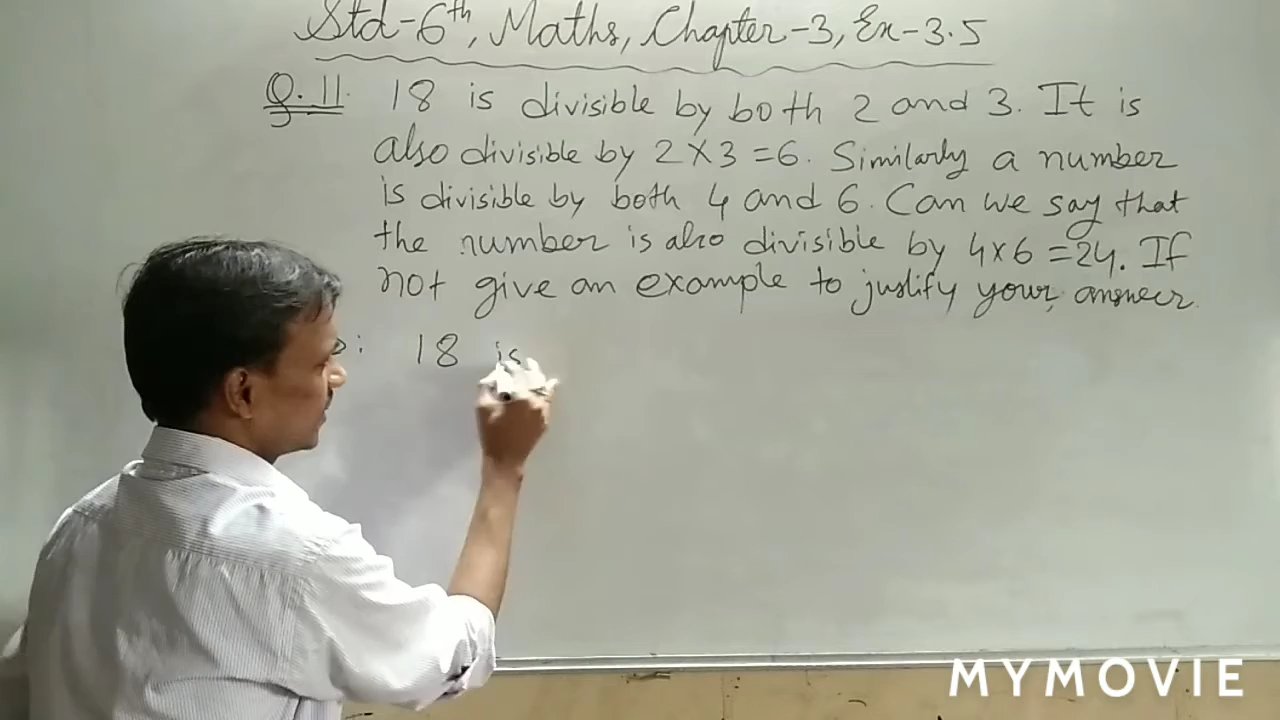 Std-6th, Maths, Chapter-3, Ex-3.5
Q.11. 18 is divisible by both 2 and 3. It is
also divisible by 2×3=6. Similarly a number
is divisible by both 4 and 6. Can we say that
the number is also divisible by 4×6=24. If
not give an example to justify your answer.
18 is
MYMOVIE